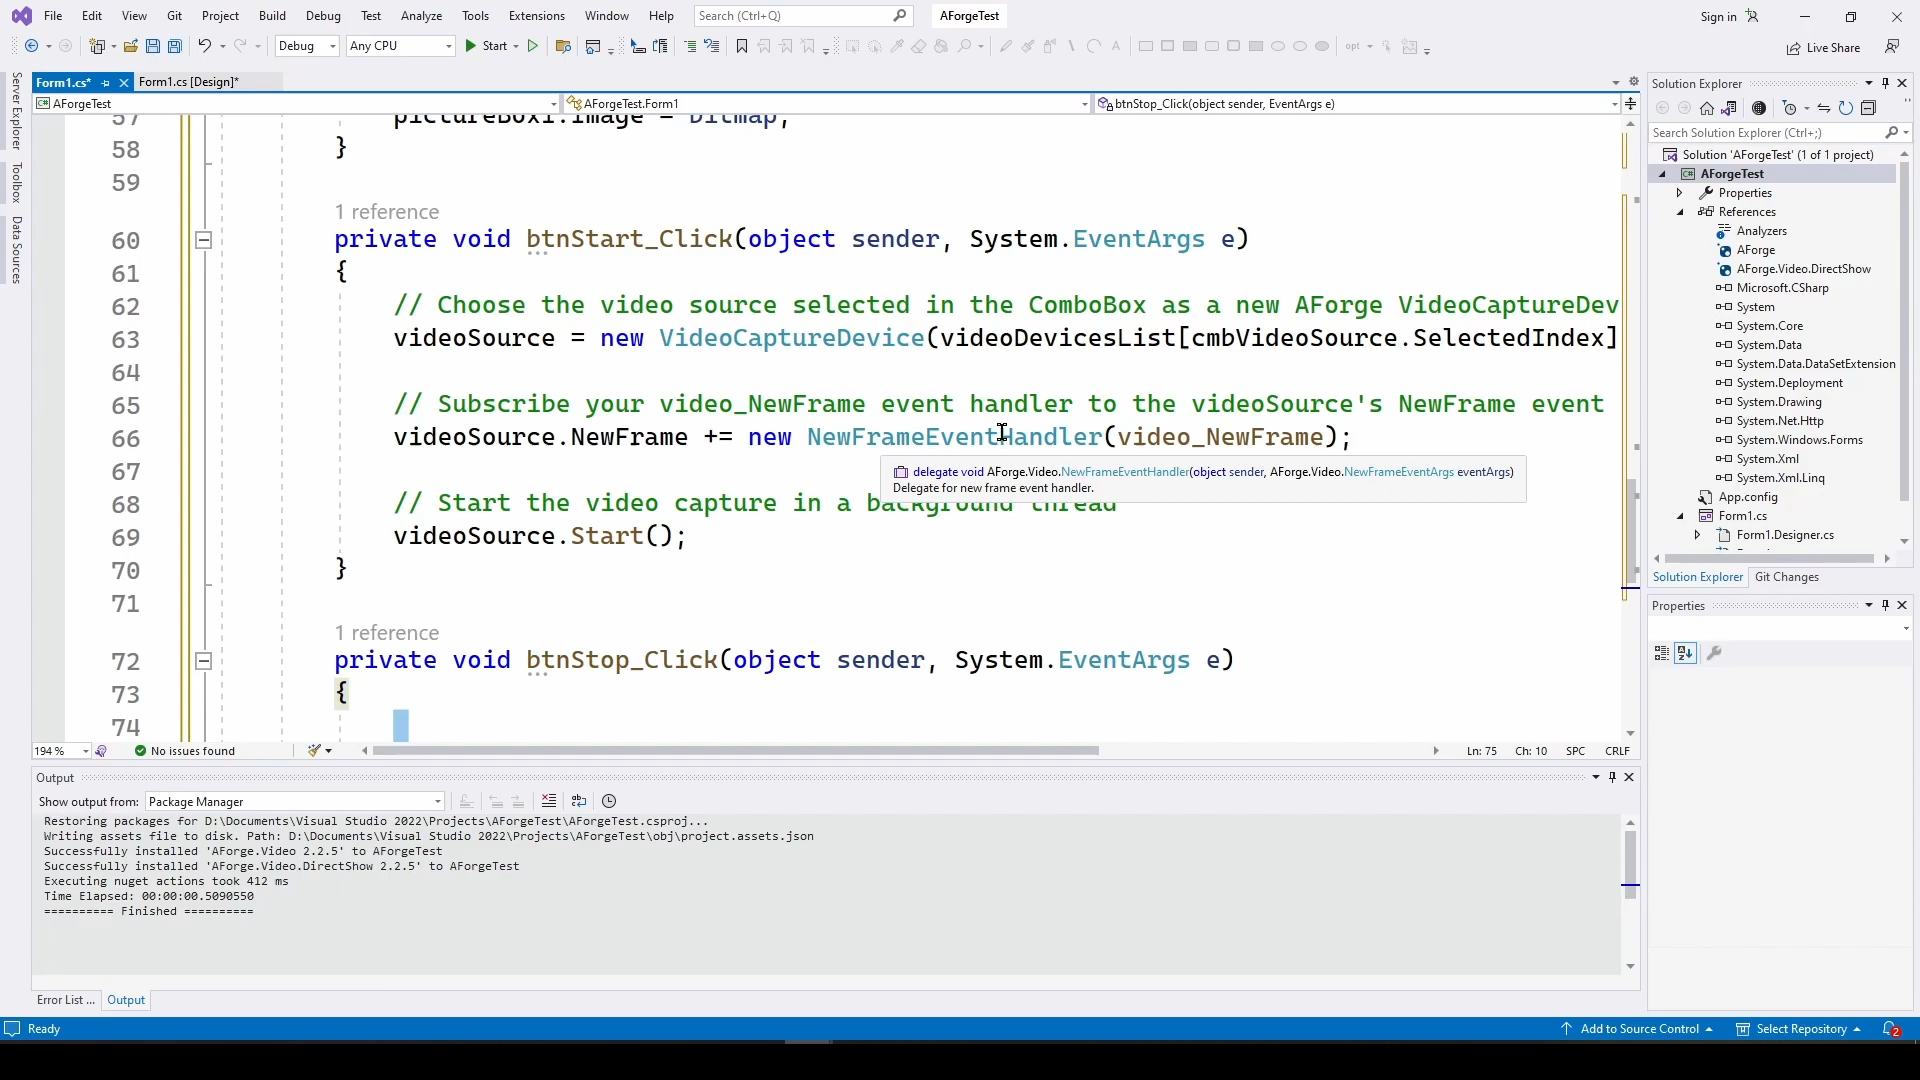 File Edit View Git Project Build Debug Test Analyze Tools Extensions Window Help Search (Ctrl+Q) AForgeTest Sign in
Debug Any CPU Start opt Live Share
Server Explorer
Toolbox
Data Sources
Form1.cs* Form1.cs [Design]*
AForgeTest AForgeTest.Form1 btnStop_Click(object sender, EventArgs e)
57 pictureBox1.Image = bitmap;
58 }
59
1 reference
60 private void btnStart_Click(object sender, System.EventArgs e)
61 {
62 // Choose the video source selected in the ComboBox as a new AForge VideoCaptureDev
63 videoSource = new VideoCaptureDevice(videoDevicesList[cmbVideoSource.SelectedIndex]
64
65 // Subscribe your video_NewFrame event handler to the videoSource's NewFrame event
66 videoSource.NewFrame += new NewFrameEventHandler(video_NewFrame);
67
delegate void AForge.Video.NewFrameEventHandler(object sender, AForge.Video.NewFrameEventArgs eventArgs)
Delegate for new frame event handler.
68 // Start the video capture in a background thread
69 videoSource.Start();
70 }
71
1 reference
72 private void btnStop_Click(object sender, System.EventArgs e)
73 {
74
194 % No issues found Ln: 75 Ch: 10 SPC CRLF
Output
Show output from: Package Manager
Restoring packages for D:\Documents\Visual Studio 2022\Projects\AForgeTest\AForgeTest.csproj...
Writing assets file to disk. Path: D:\Documents\Visual Studio 2022\Projects\AForgeTest\obj\project.assets.json
Successfully installed 'AForge.Video 2.2.5' to AForgeTest
Successfully installed 'AForge.Video.DirectShow 2.2.5' to AForgeTest
Executing nuget actions took 412 ms
Time Elapsed: 00:00:00.5090550
========== Finished ==========
Error List ... Output
Solution Explorer
Search Solution Explorer (Ctrl+;)
Solution 'AForgeTest' (1 of 1 project)
AForgeTest
Properties
References
Analyzers
AForge
AForge.Video.DirectShow
Microsoft.CSharp
System
System.Core
System.Data
System.Data.DataSetExtension
System.Deployment
System.Drawing
System.Net.Http
System.Windows.Forms
System.Xml
System.Xml.Linq
App.config
Form1.cs
Form1.Designer.cs
Solution Explorer Git Changes
Properties
Ready Add to Source Control Select Repository 2